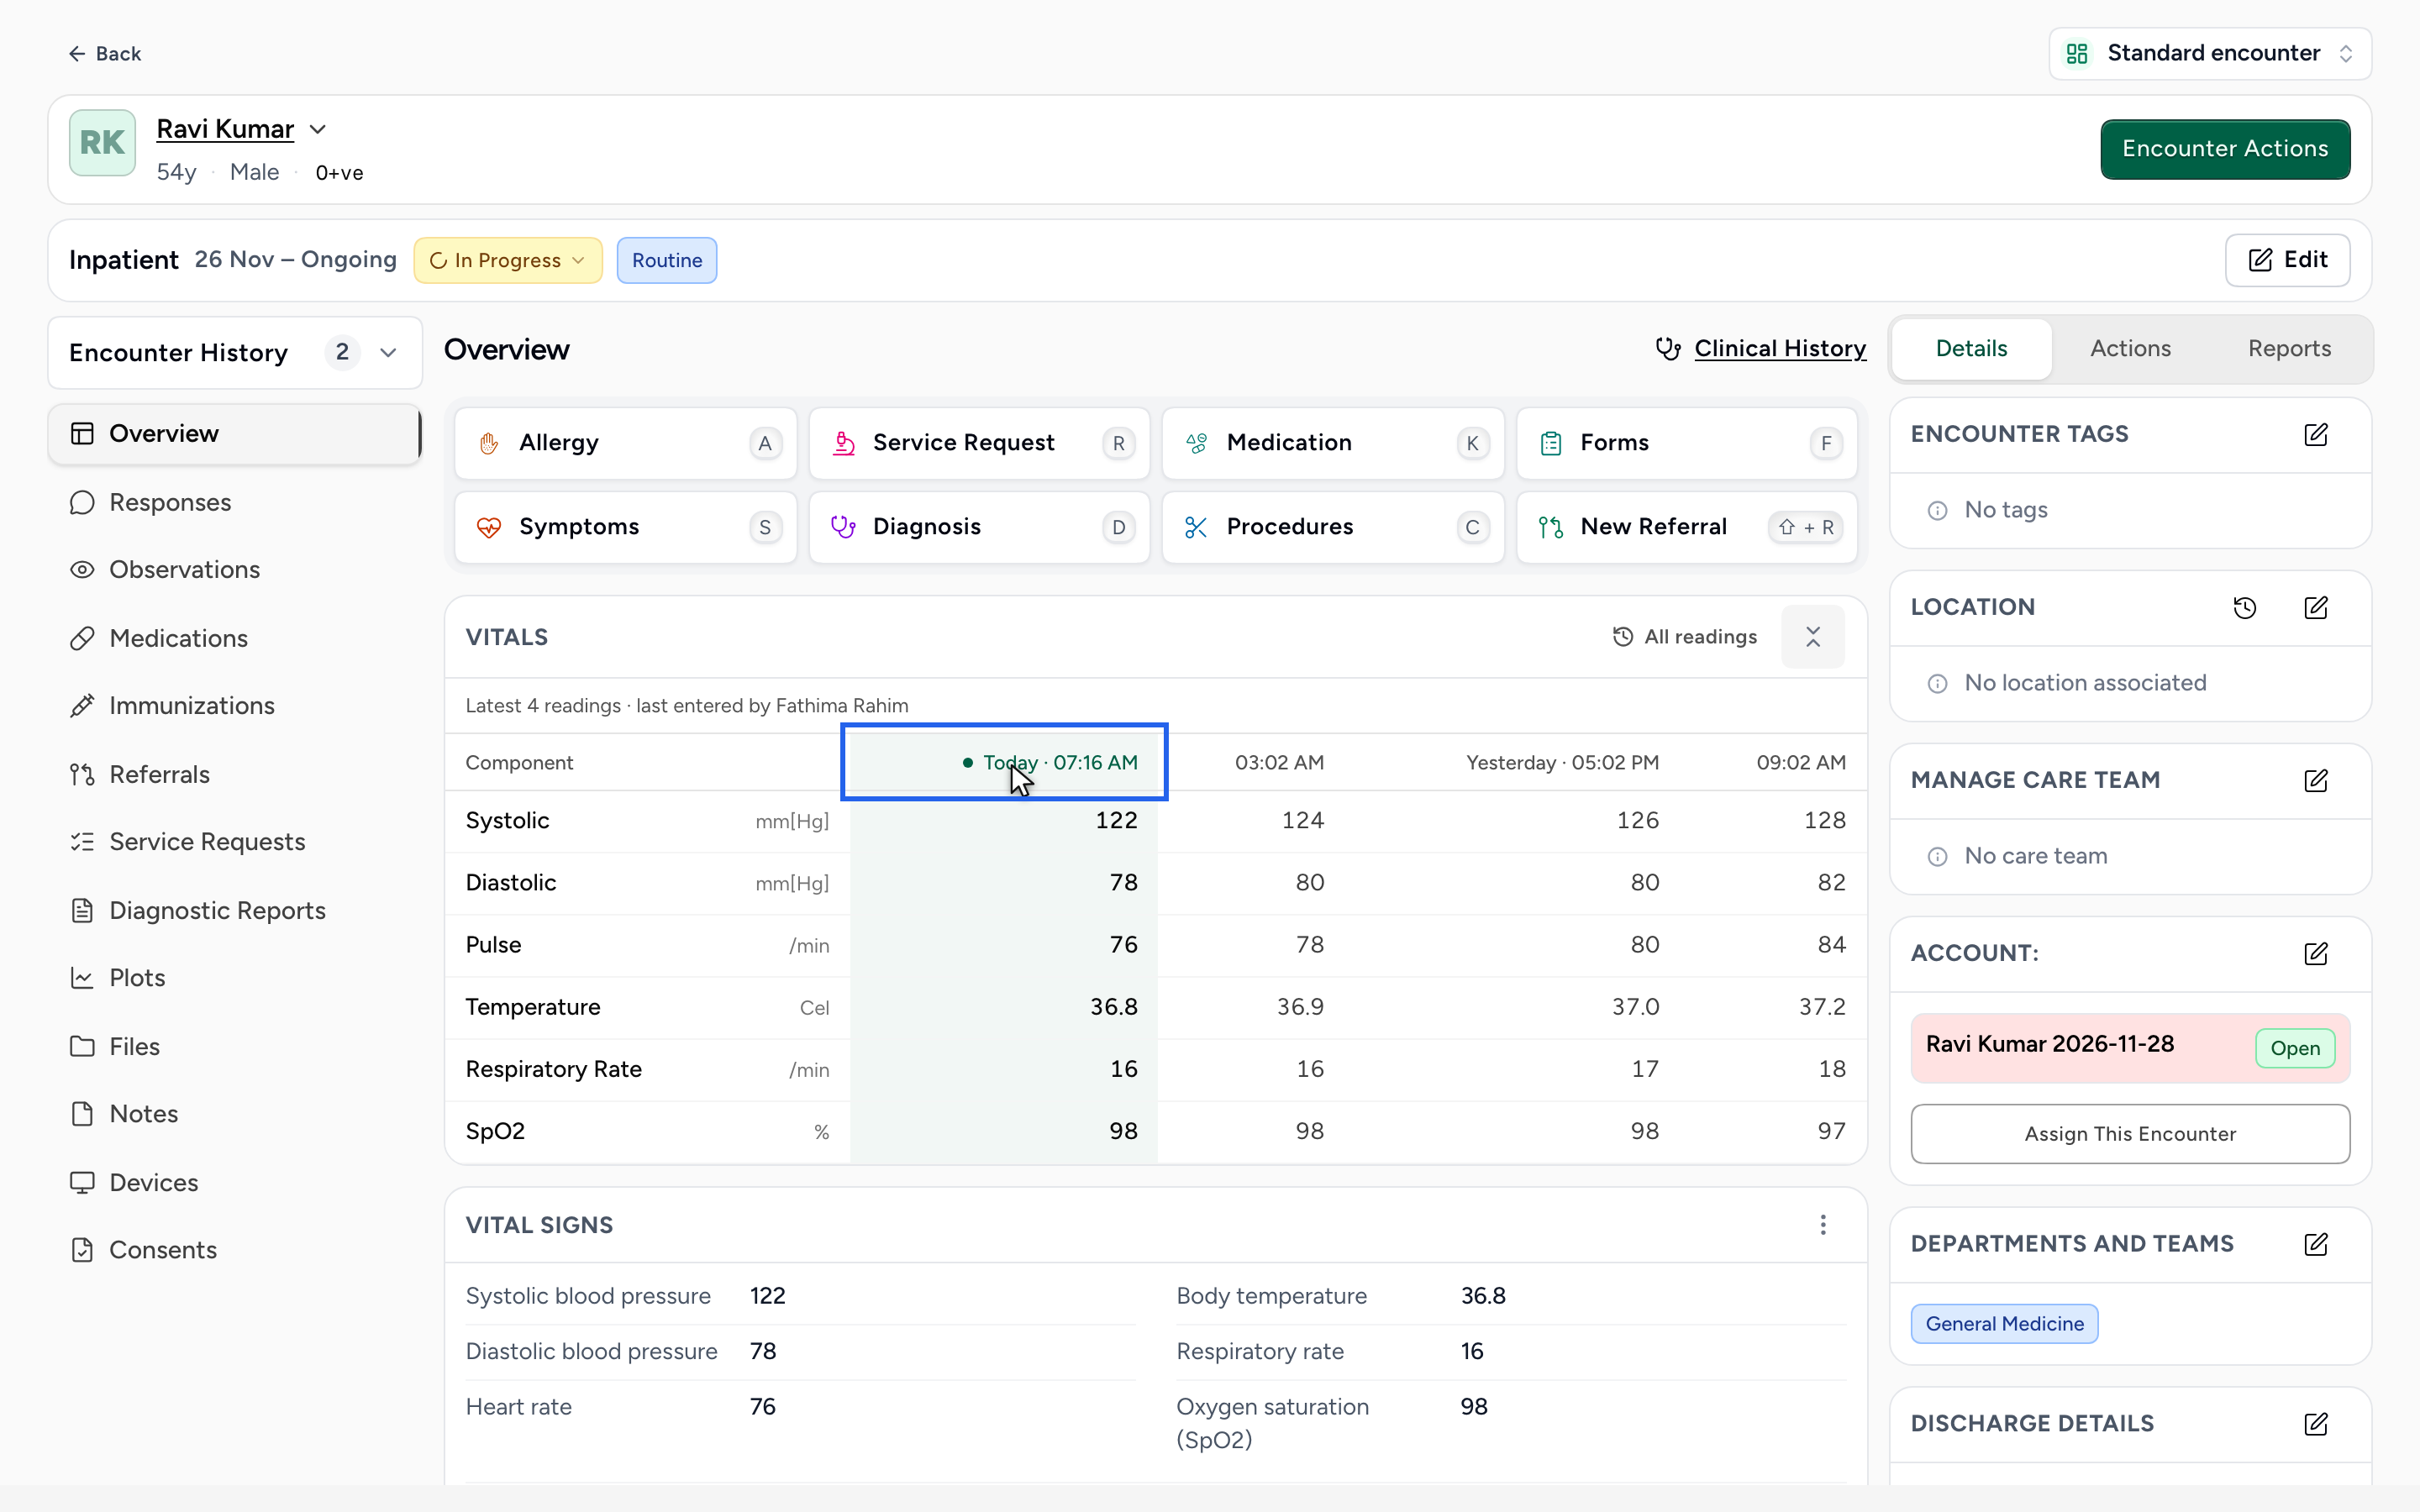 Back
Standard encounter
RK
Ravi Kumar
54y · Male · 0+ve
Encounter Actions
Inpatient 26 Nov – Ongoing In Progress Routine
Edit
Encounter History 2
Overview
Responses
Observations
Medications
Immunizations
Referrals
Service Requests
Diagnostic Reports
Plots
Files
Notes
Devices
Consents
Overview
Clinical History
Allergy A
Service Request R
Medication K
Forms F
Symptoms S
Diagnosis D
Procedures C
New Referral ⇧ + R
VITALS
All readings
Latest 4 readings · last entered by Fathima Rahim
Component Today · 07:16 AM 03:02 AM Yesterday · 05:02 PM 09:02 AM
Systolic mm[Hg] 122 124 126 128
Diastolic mm[Hg] 78 80 80 82
Pulse /min 76 78 80 84
Temperature Cel 36.8 36.9 37.0 37.2
Respiratory Rate /min 16 16 17 18
SpO2 % 98 98 98 97
VITAL SIGNS
Systolic blood pressure 122
Body temperature 36.8
Diastolic blood pressure 78
Respiratory rate 16
Heart rate 76
Oxygen saturation 98
(SpO2)
Details
Actions
Reports
ENCOUNTER TAGS
No tags
LOCATION
No location associated
MANAGE CARE TEAM
No care team
ACCOUNT:
Ravi Kumar 2026-11-28 Open
Assign This Encounter
DEPARTMENTS AND TEAMS
General Medicine
DISCHARGE DETAILS